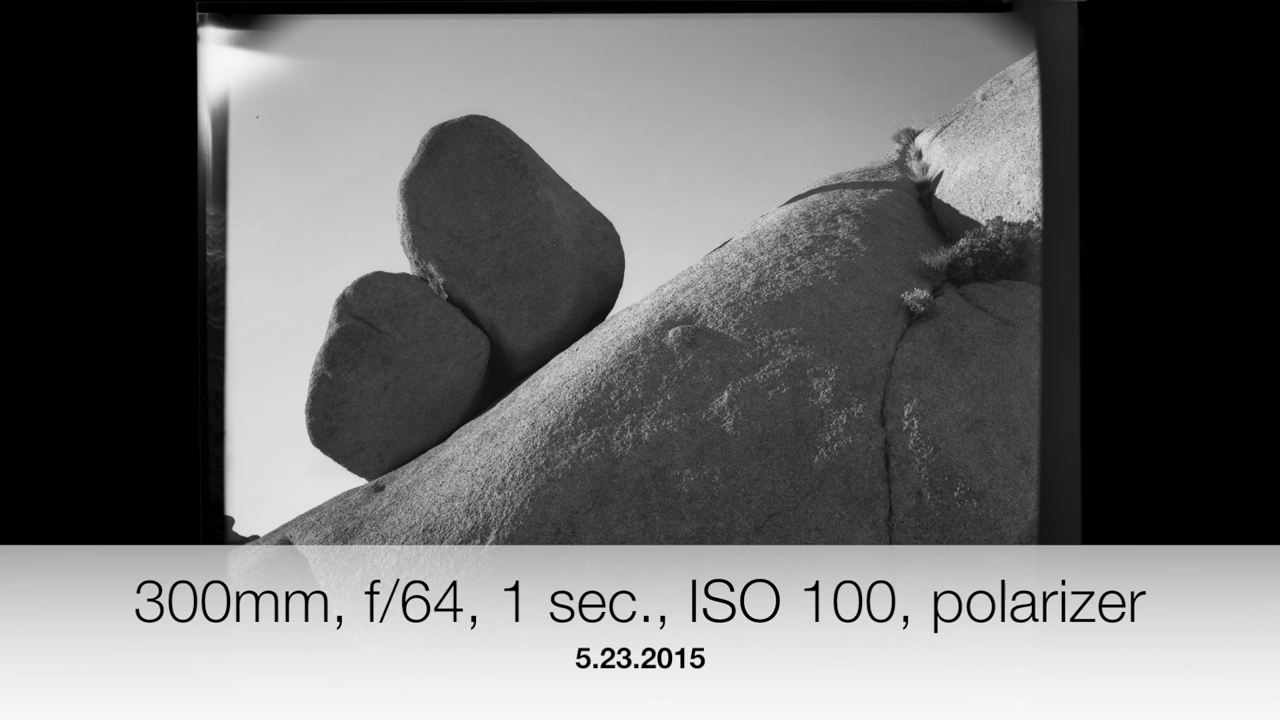 300mm, f/64, 1 sec., ISO 100, polarizer
5.23.2015